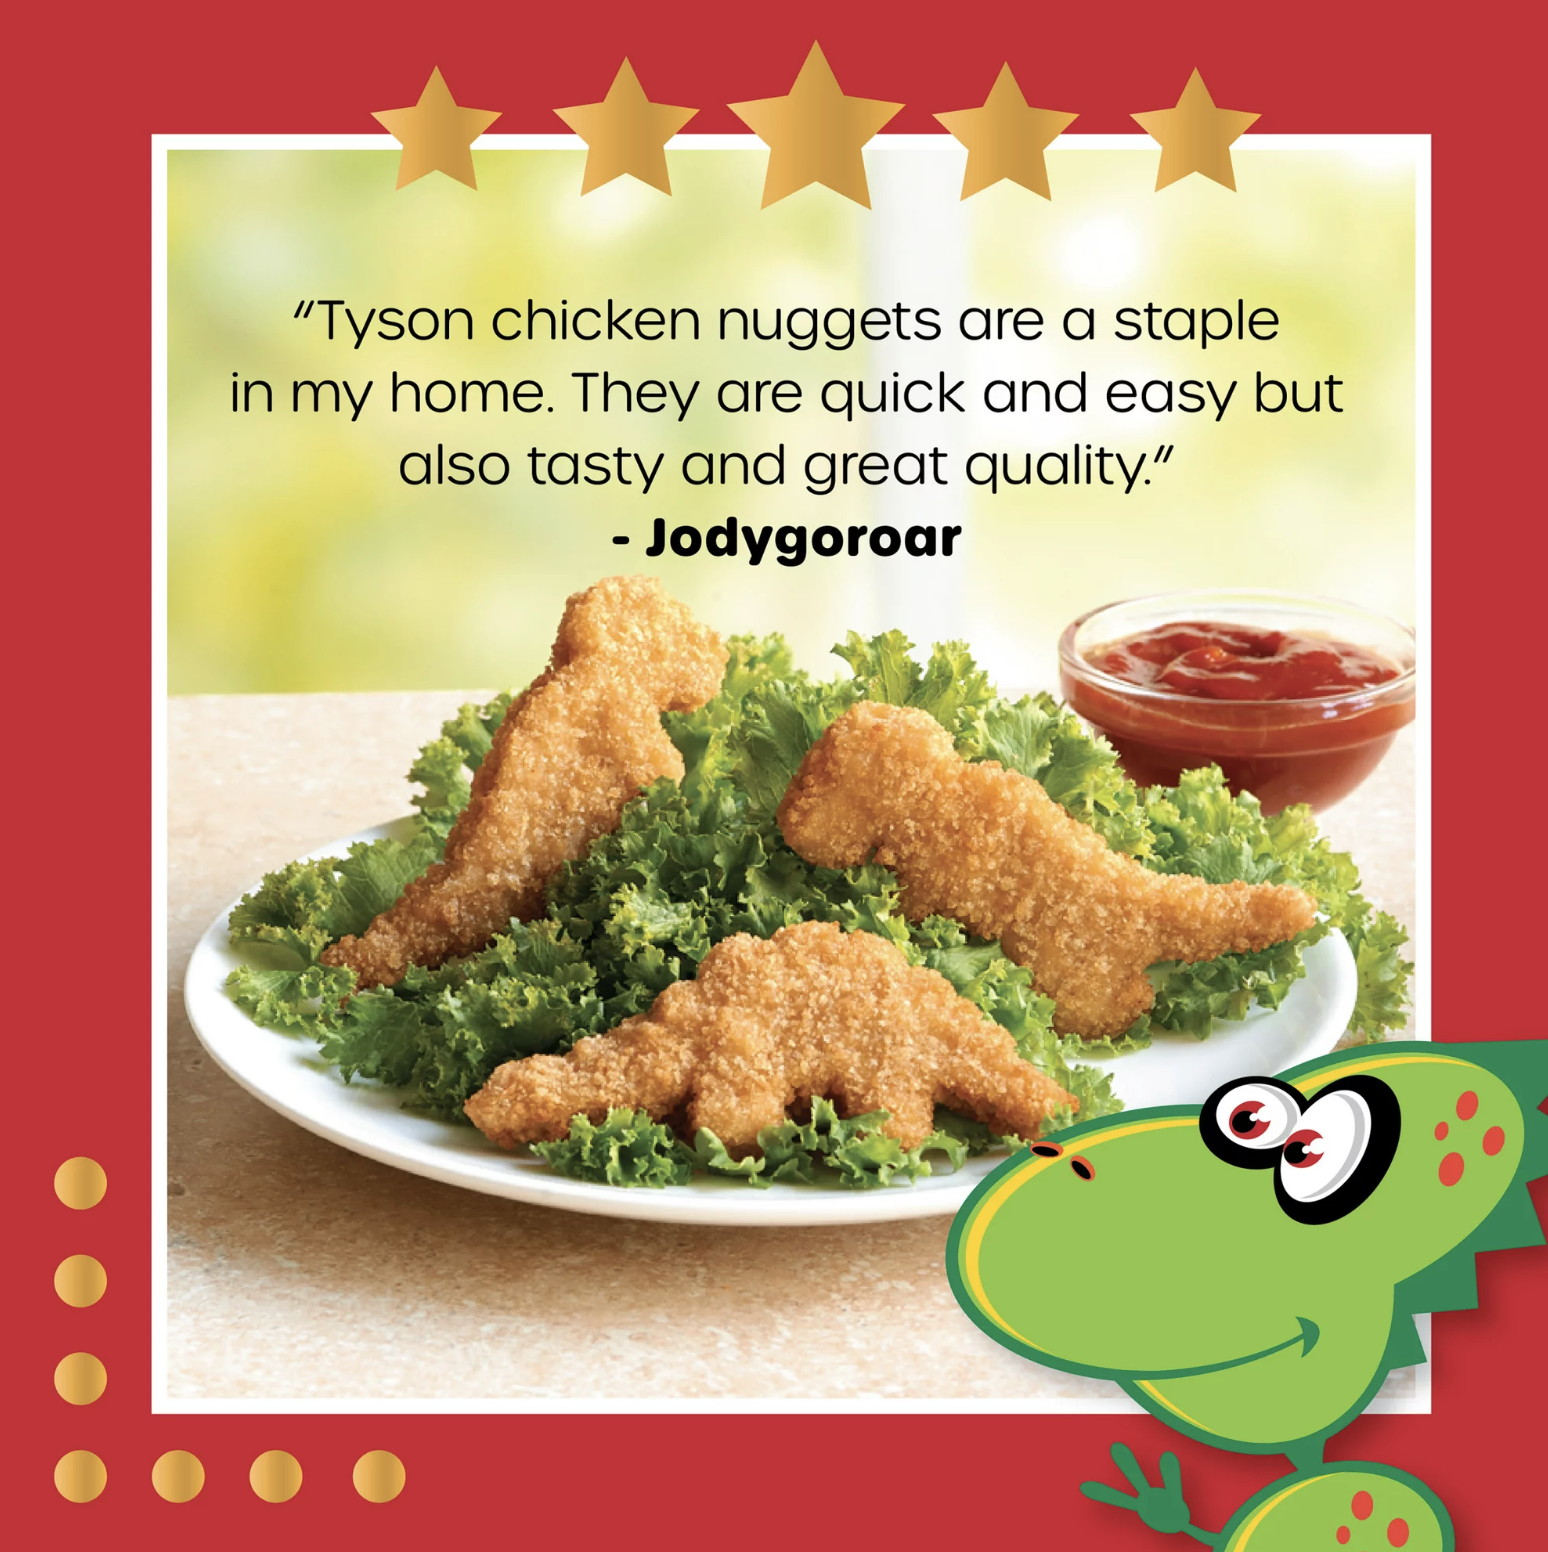 "Tyson chicken nuggets are a staple
in my home. They are quick and easy but
also tasty and great quality."
- Jodygoroar